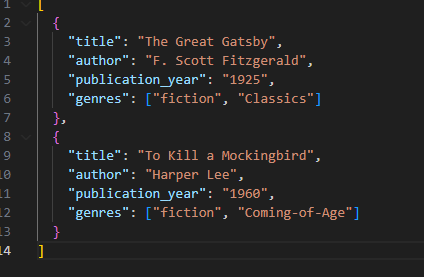 1 [
2 {
3 "title": "The Great Gatsby",
4 "author": "F. Scott Fitzgerald",
5 "publication_year": "1925",
6 "genres": ["fiction", "Classics"]
7 },
8 {
9 "title": "To Kill a Mockingbird",
10 "author": "Harper Lee",
11 "publication_year": "1960",
12 "genres": ["fiction", "Coming-of-Age"]
13 }
14 ]